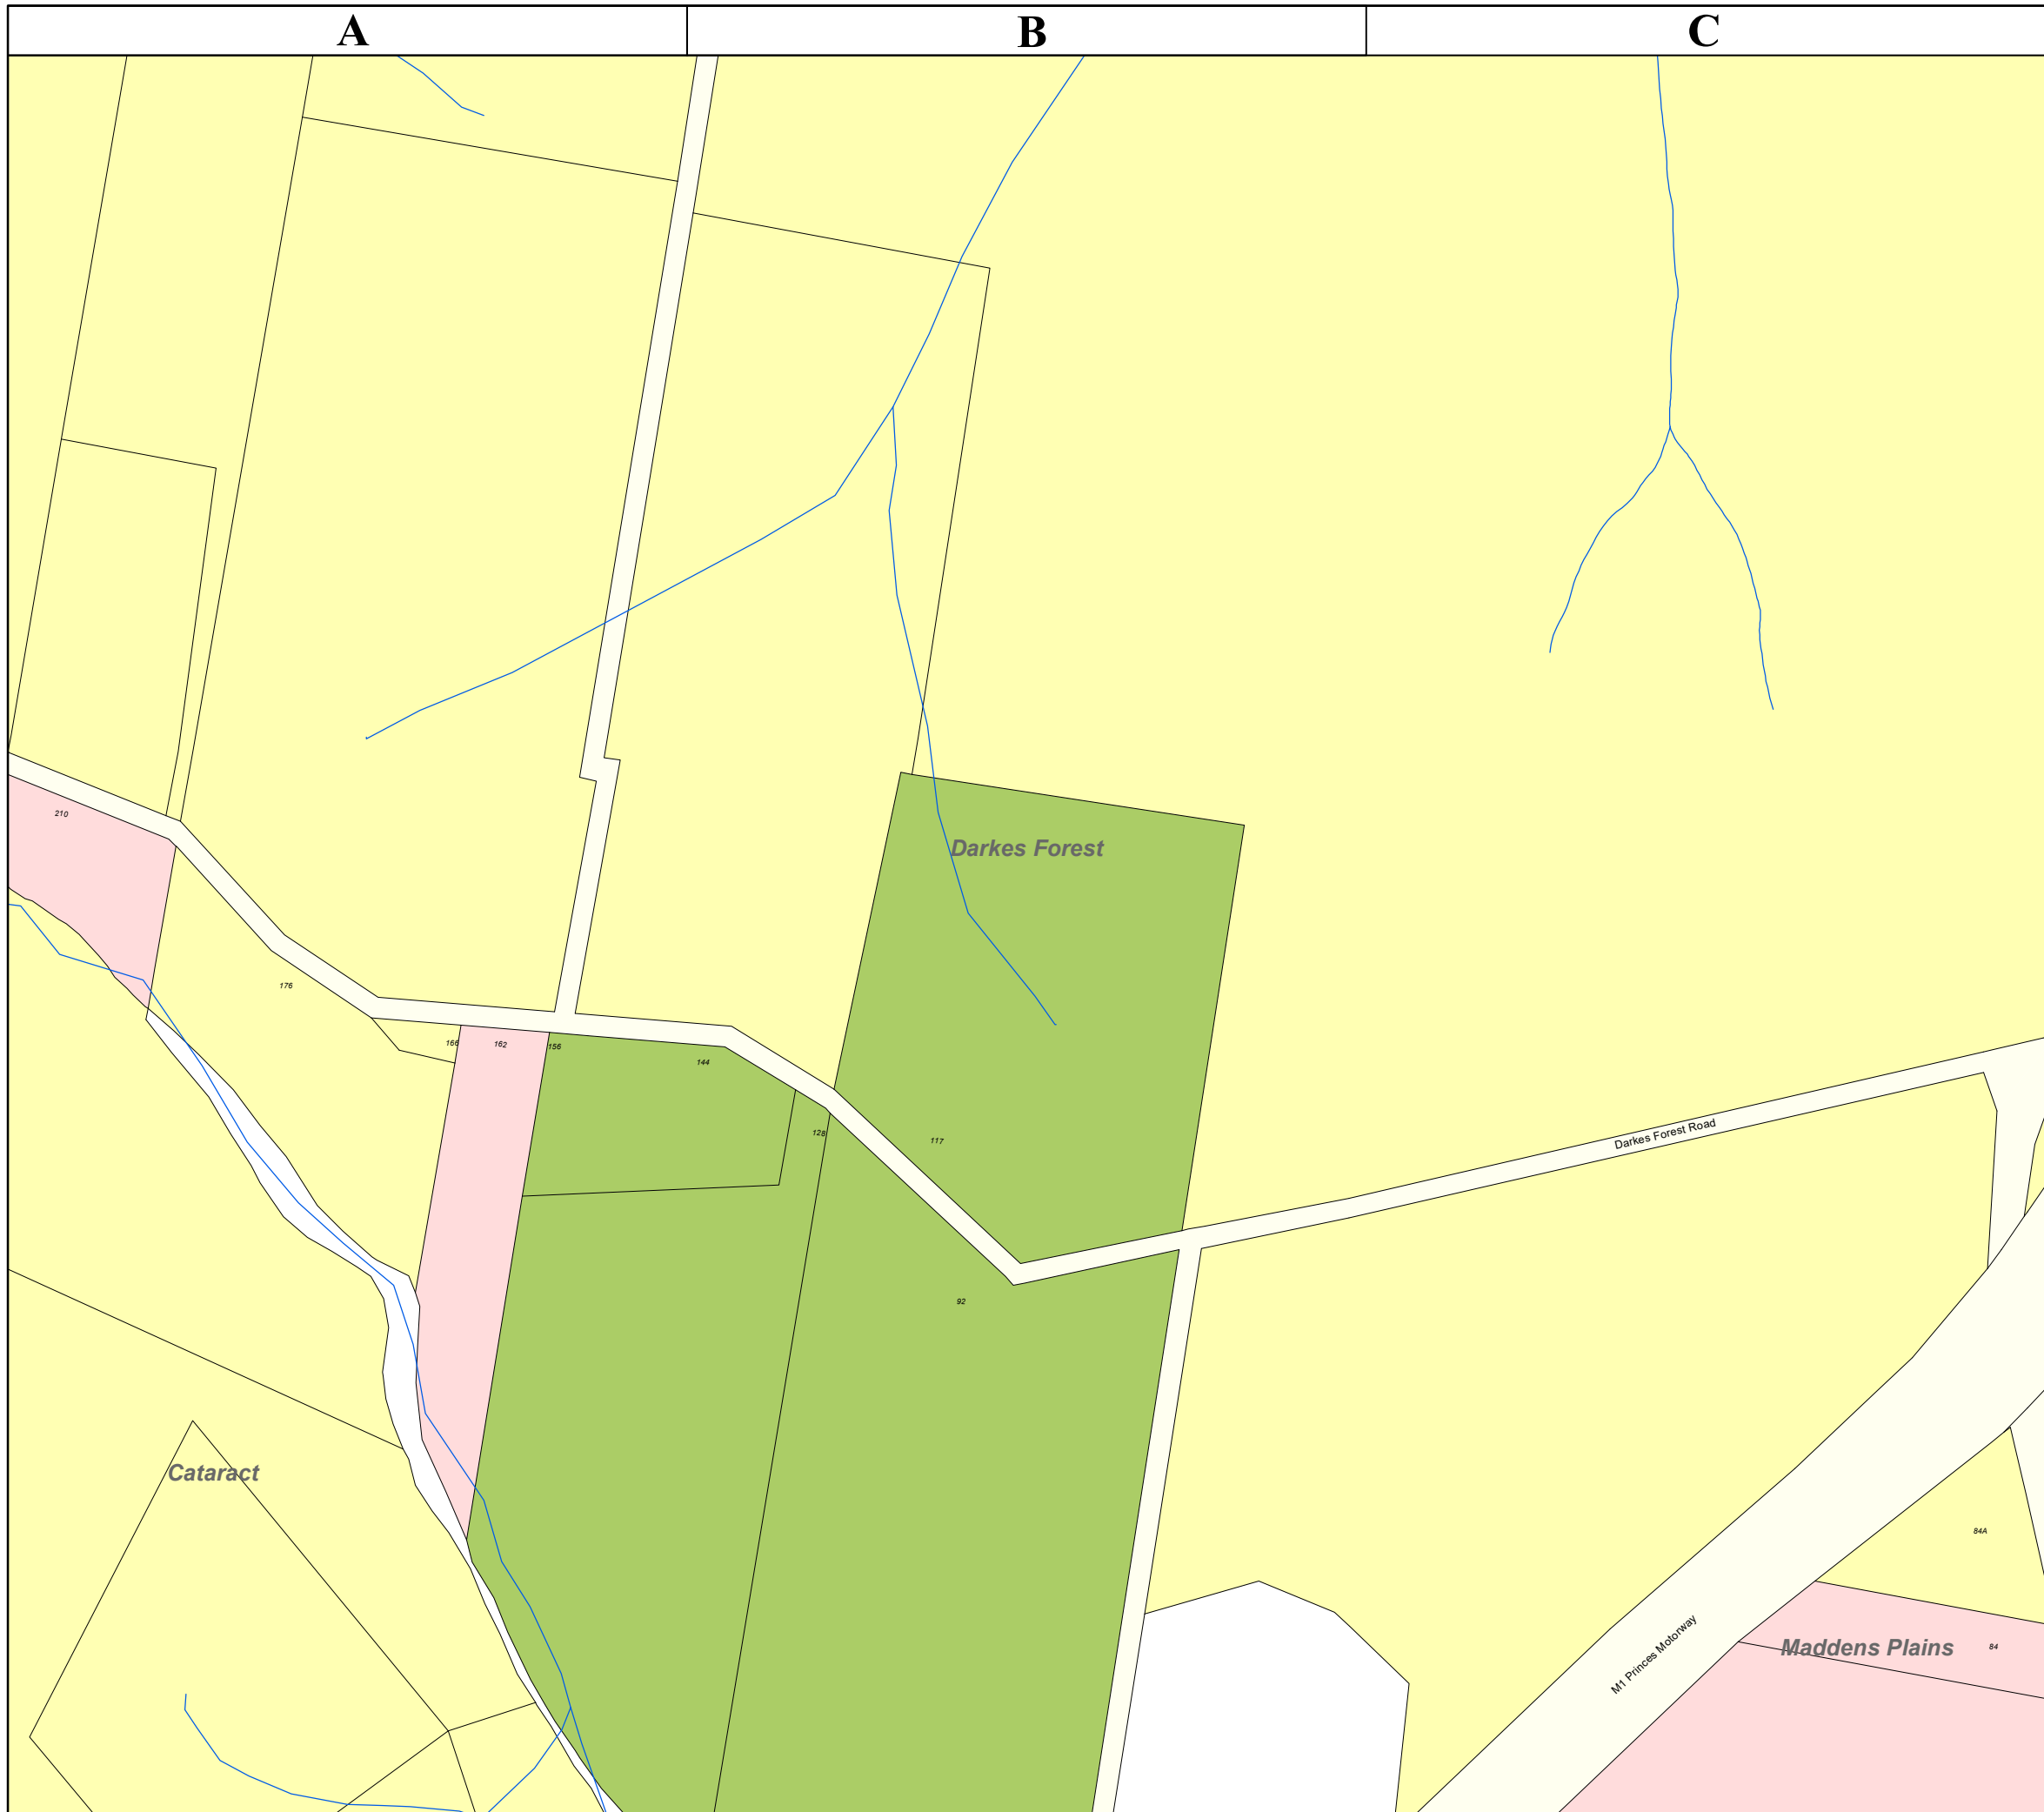 A
B
C
210
Darkes Forest
176
166
162
156
144
128
117
Darkes Forest Road
92
Cataract
84A
M1 Princes Motorway
Maddens Plains
84